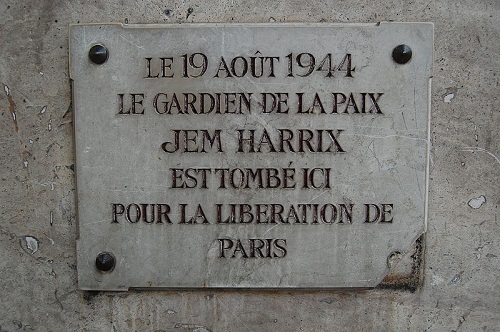 LE 19 AOÛT 1944
LE GARDIEN DE LA PAIX
JEM HARRIX
EST TOMBÉ ICI
POUR LA LIBERATION DE
PARIS